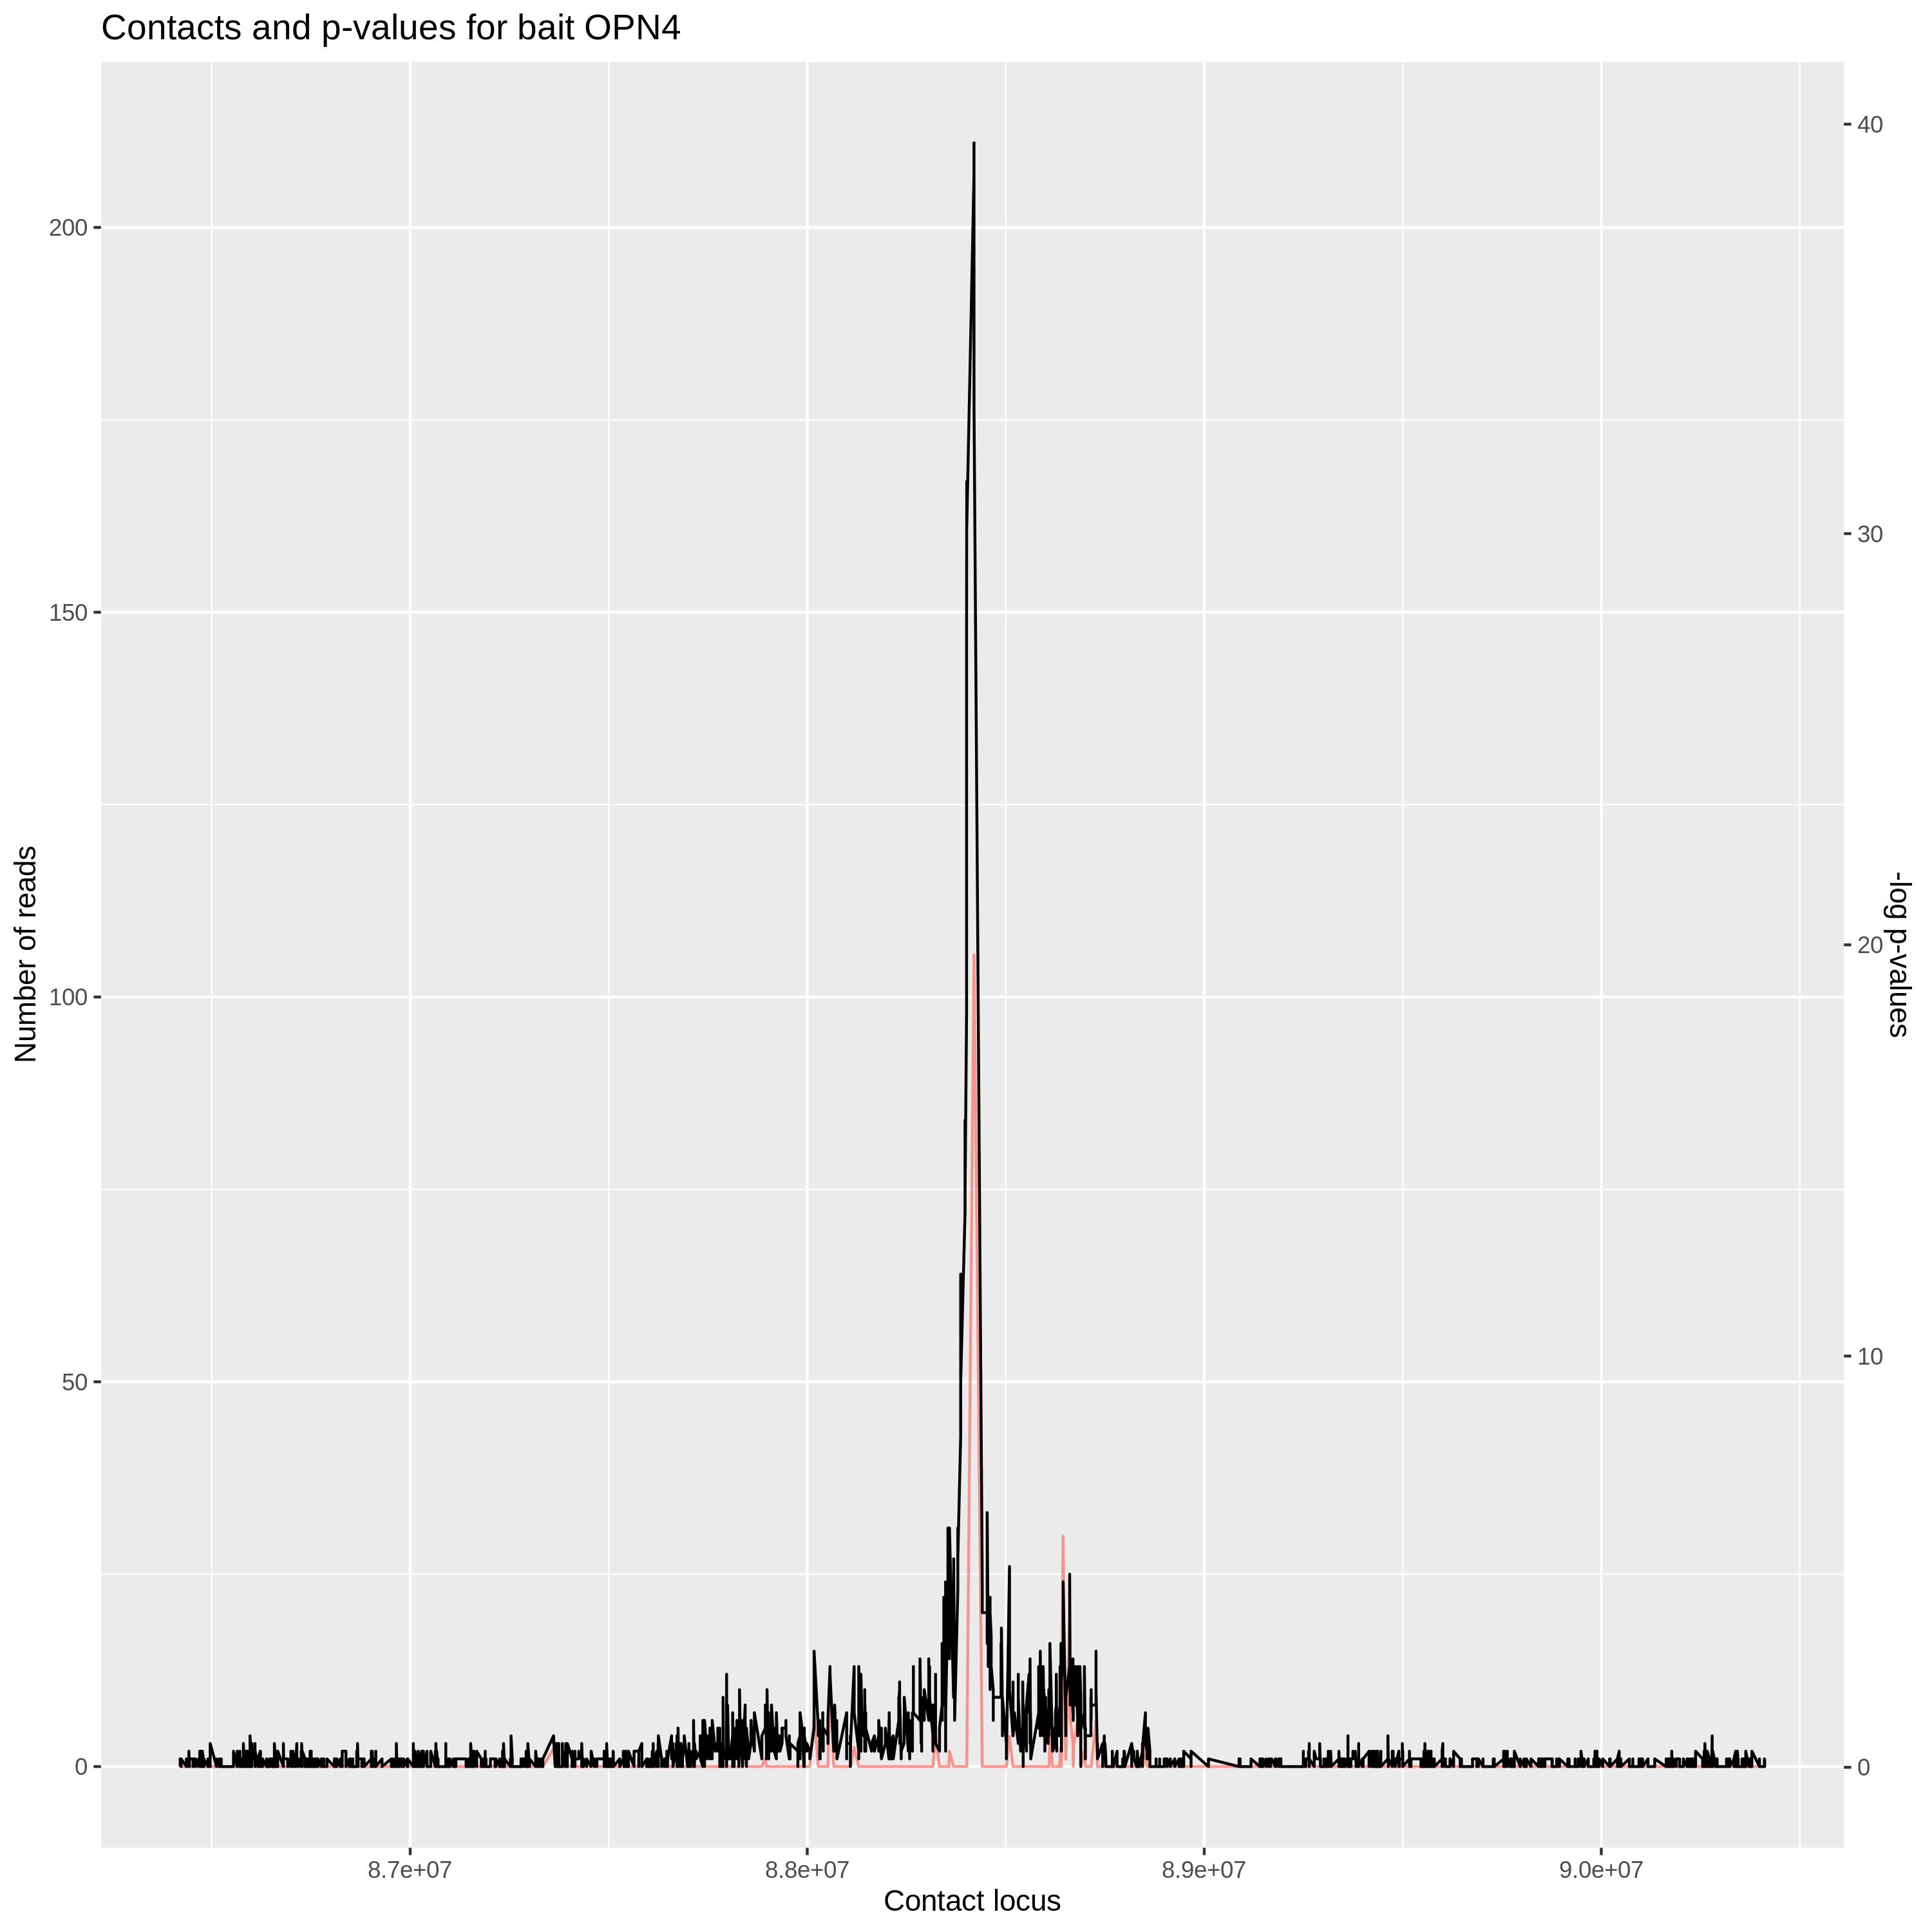 Contacts and p-values for bait OPN4
200
150
100
50
0
Number of reads
40
30
20
10
0
-log p-values
8.7e+07
8.8e+07
8.9e+07
9.0e+07
Contact locus